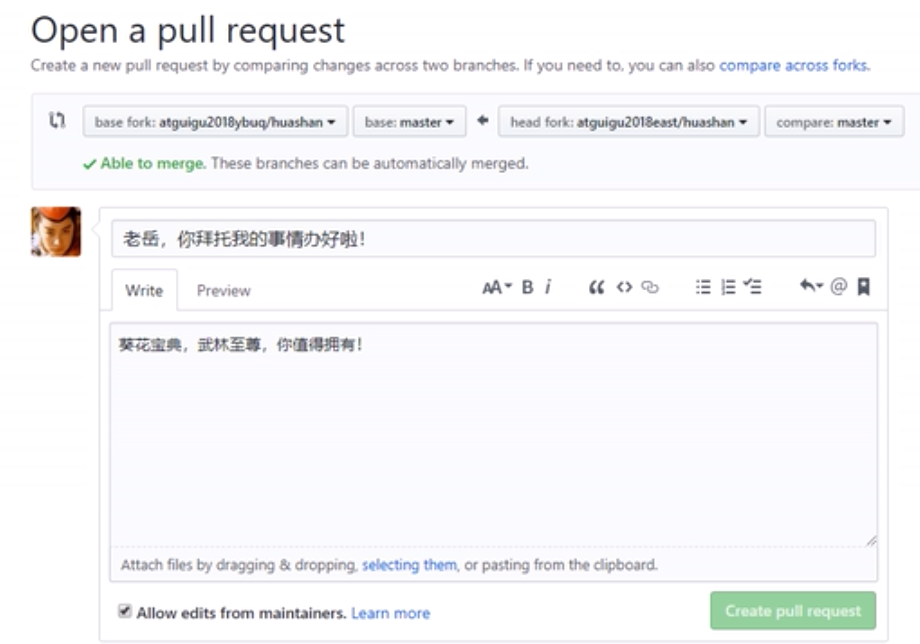 Open a pull request
Create a new pull request by comparing changes across two branches. If you need to, you can also compare across forks.
base fork: atguigu2018ybuq/huashan base: master head fork: atguigu2018east/huashan compare: master
Able to merge. These branches can be automatically merged.
老岳，你拜托我的事情办好啦！
Write Preview AA B i
葵花宝典，武林至尊，你值得拥有！
Attach files by dragging & dropping, selecting them, or pasting from the clipboard.
Allow edits from maintainers. Learn more Create pull request